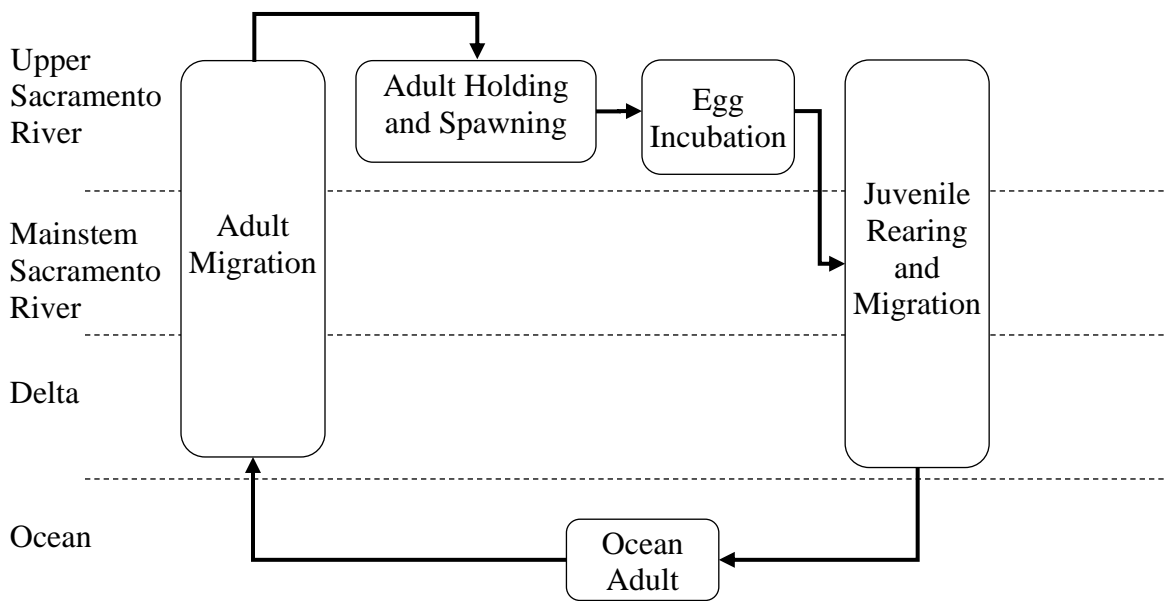 Upper
Sacramento
River
Adult Holding
and Spawning
Egg
Incubation
Mainstem
Sacramento
River
Adult
Migration
Juvenile
Rearing
and
Migration
Delta
Ocean
Ocean
Adult